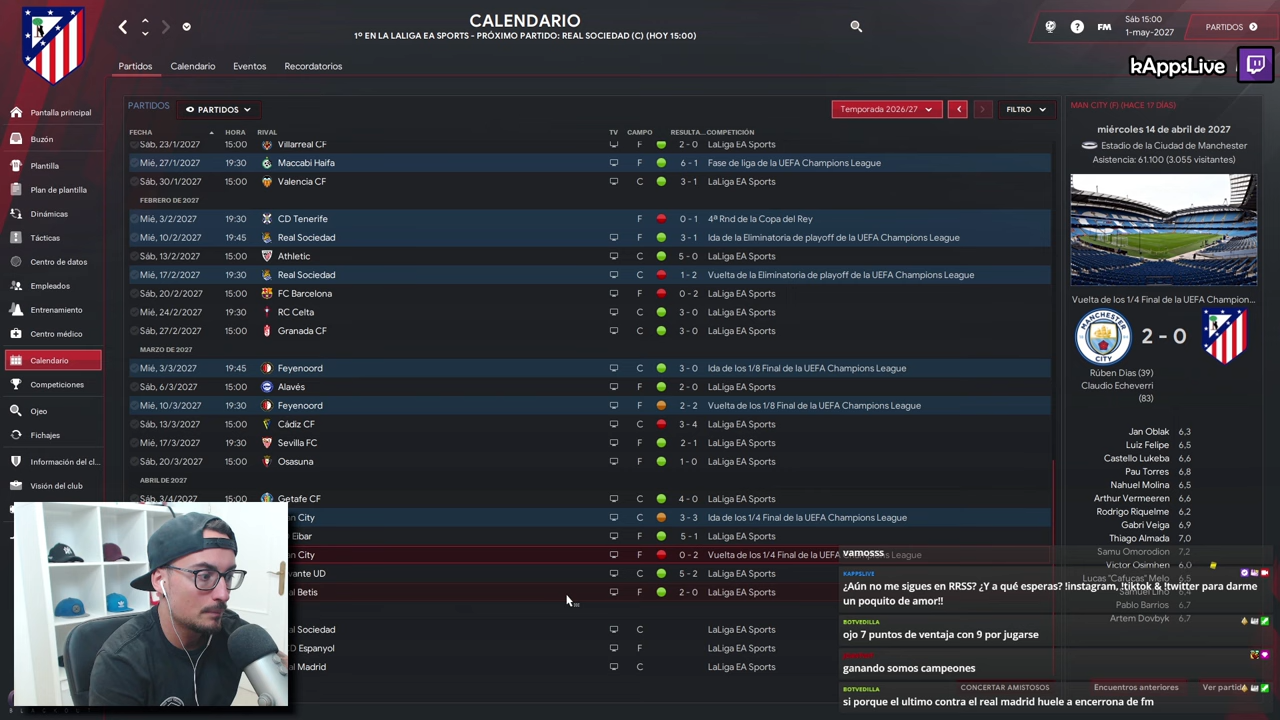 CALENDARIO
1º EN LA LALIGA EA SPORTS - PRÓXIMO PARTIDO: REAL SOCIEDAD (C) (HOY 15:00)
FM
Sáb 15:00
1-may-2027
PARTIDOS
kAppsLive
Partidos
Calendario
Eventos
Recordatorios
Pantalla principal
Buzón
Plantilla
Plan de plantilla
Dinámicas
Tácticas
Centro de datos
Empleados
Entrenamiento
Centro médico
Calendario
Competiciones
Ojeo
Fichajes
Información del cl...
Visión del club
PARTIDOS
PARTIDOS
Temporada 2026/27
FILTRO
FECHA HORA RIVAL TV CAMPO RESULTA... COMPETICIÓN
Sáb, 23/1/2027 15:00 Villarreal CF F 2 - 0 LaLiga EA Sports
Mié, 27/1/2027 19:30 Maccabi Haifa F 6 - 1 Fase de liga de la UEFA Champions League
Sáb, 30/1/2027 15:00 Valencia CF C 3 - 1 LaLiga EA Sports
FEBRERO DE 2027
Mié, 3/2/2027 19:30 CD Tenerife F 0 - 1 4ª Rnd de la Copa del Rey
Mié, 10/2/2027 19:45 Real Sociedad F 3 - 1 Ida de la Eliminatoria de playoff de la UEFA Champions League
Sáb, 13/2/2027 15:00 Athletic C 5 - 0 LaLiga EA Sports
Mié, 17/2/2027 19:30 Real Sociedad C 1 - 2 Vuelta de la Eliminatoria de playoff de la UEFA Champions League
Sáb, 20/2/2027 15:00 FC Barcelona F 0 - 2 LaLiga EA Sports
Mié, 24/2/2027 19:30 RC Celta C 3 - 0 LaLiga EA Sports
Sáb, 27/2/2027 15:00 Granada CF C 3 - 0 LaLiga EA Sports
MARZO DE 2027
Mié, 3/3/2027 19:45 Feyenoord C 3 - 0 Ida de los 1/8 Final de la UEFA Champions League
Sáb, 6/3/2027 15:00 Alavés F 2 - 0 LaLiga EA Sports
Mié, 10/3/2027 19:30 Feyenoord F 2 - 2 Vuelta de los 1/8 Final de la UEFA Champions League
Sáb, 13/3/2027 15:00 Cádiz CF C 3 - 4 LaLiga EA Sports
Mié, 17/3/2027 19:30 Sevilla FC F 2 - 1 LaLiga EA Sports
Sáb, 20/3/2027 15:00 Osasuna F 1 - 0 LaLiga EA Sports
ABRIL DE 2027
Sáb, 3/4/2027 15:00 Getafe CF C 4 - 0 LaLiga EA Sports
n City C 3 - 3 Ida de los 1/4 Final de la UEFA Champions League
Eibar F 5 - 1 LaLiga EA Sports
n City F 0 - 2 Vuelta de los 1/4 Final de la UEFA Champions League
vante UD C 5 - 2 LaLiga EA Sports
al Betis F 2 - 0 LaLiga EA Sports
al Sociedad C LaLiga EA Sports
D Espanyol F LaLiga EA Sports
al Madrid C LaLiga EA Sports
MAN CITY (F) (HACE 17 DÍAS)
miércoles 14 de abril de 2027
Estadio de la Ciudad de Manchester
Asistencia: 61.100 (3.055 visitantes)
Vuelta de los 1/4 Final de la UEFA Champion...
MANCHESTER CITY
2 - 0
Rúben Dias (39)
Claudio Echeverri
(83)
Jan Oblak 6,3
Luiz Felipe 6,5
Castello Lukeba 6,6
Pau Torres 6,8
Nahuel Molina 6,5
Arthur Vermeeren 6,6
Rodrigo Riquelme 6,2
Gabri Veiga 6,9
Thiago Almada 7,0
Samu Omorodion 7,2
Victor Osimhen 6,0
Lucas "Cafuças" Melo 6,5
Samuel Lino 6,4
Pablo Barrios 6,7
Artem Dovbyk 6,7
vamosss
KAPPSLIVE
¿Aún no me sigues en RRSS? ¿Y a qué esperas? !instagram, !tiktok & !twitter para darme
un poquito de amor!!
BOTVEDILLA
ojo 7 puntos de ventaja con 9 por jugarse
ganando somos campeones
BOTVEDILLA
si porque el ultimo contra el real madrid huele a encerrona de fm
CONCERTAR AMISTOSOS
Encuentros anteriores
Ver partid